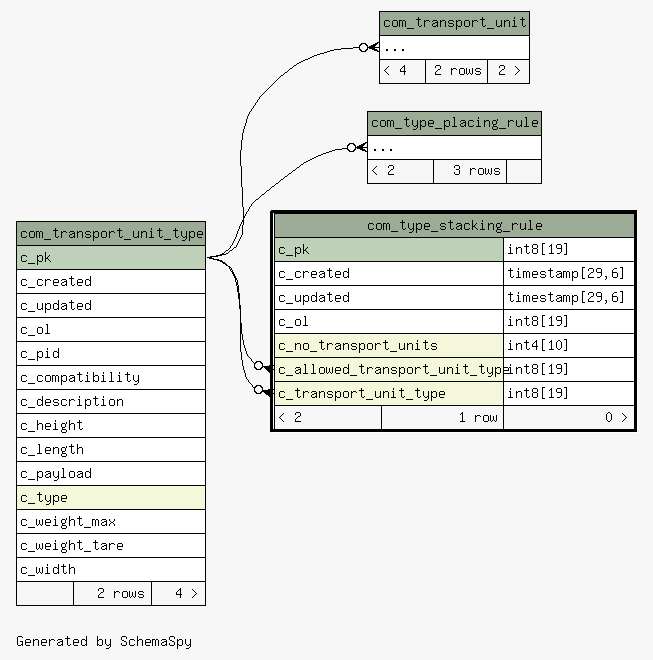 com_transport_unit
...
< 4 2 rows 2 >
com_type_placing_rule
...
< 2 3 rows
com_transport_unit_type
c_pk
c_created
c_updated
c_ol
c_pid
c_compatibility
c_description
c_height
c_length
c_payload
c_type
c_weight_max
c_weight_tare
c_width
2 rows 4 >
com_type_stacking_rule
c_pk int8[19]
c_created timestamp[29,6]
c_updated timestamp[29,6]
c_ol int8[19]
c_no_transport_units int4[10]
c_allowed_transport_unit_type int8[19]
c_transport_unit_type int8[19]
< 2 1 row 0 >
Generated by SchemaSpy